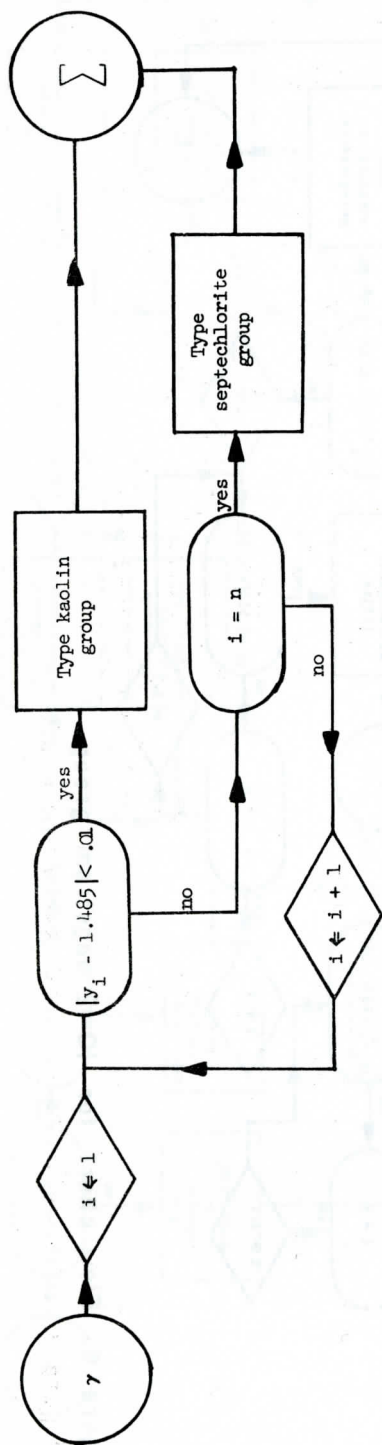 γ
i ⇐ 1
|y_i - 1.485| < .01
yes
Type kaolin
group
Σ
no
i = n
yes
Type
septechlorite
group
no
i ⇐ i + 1